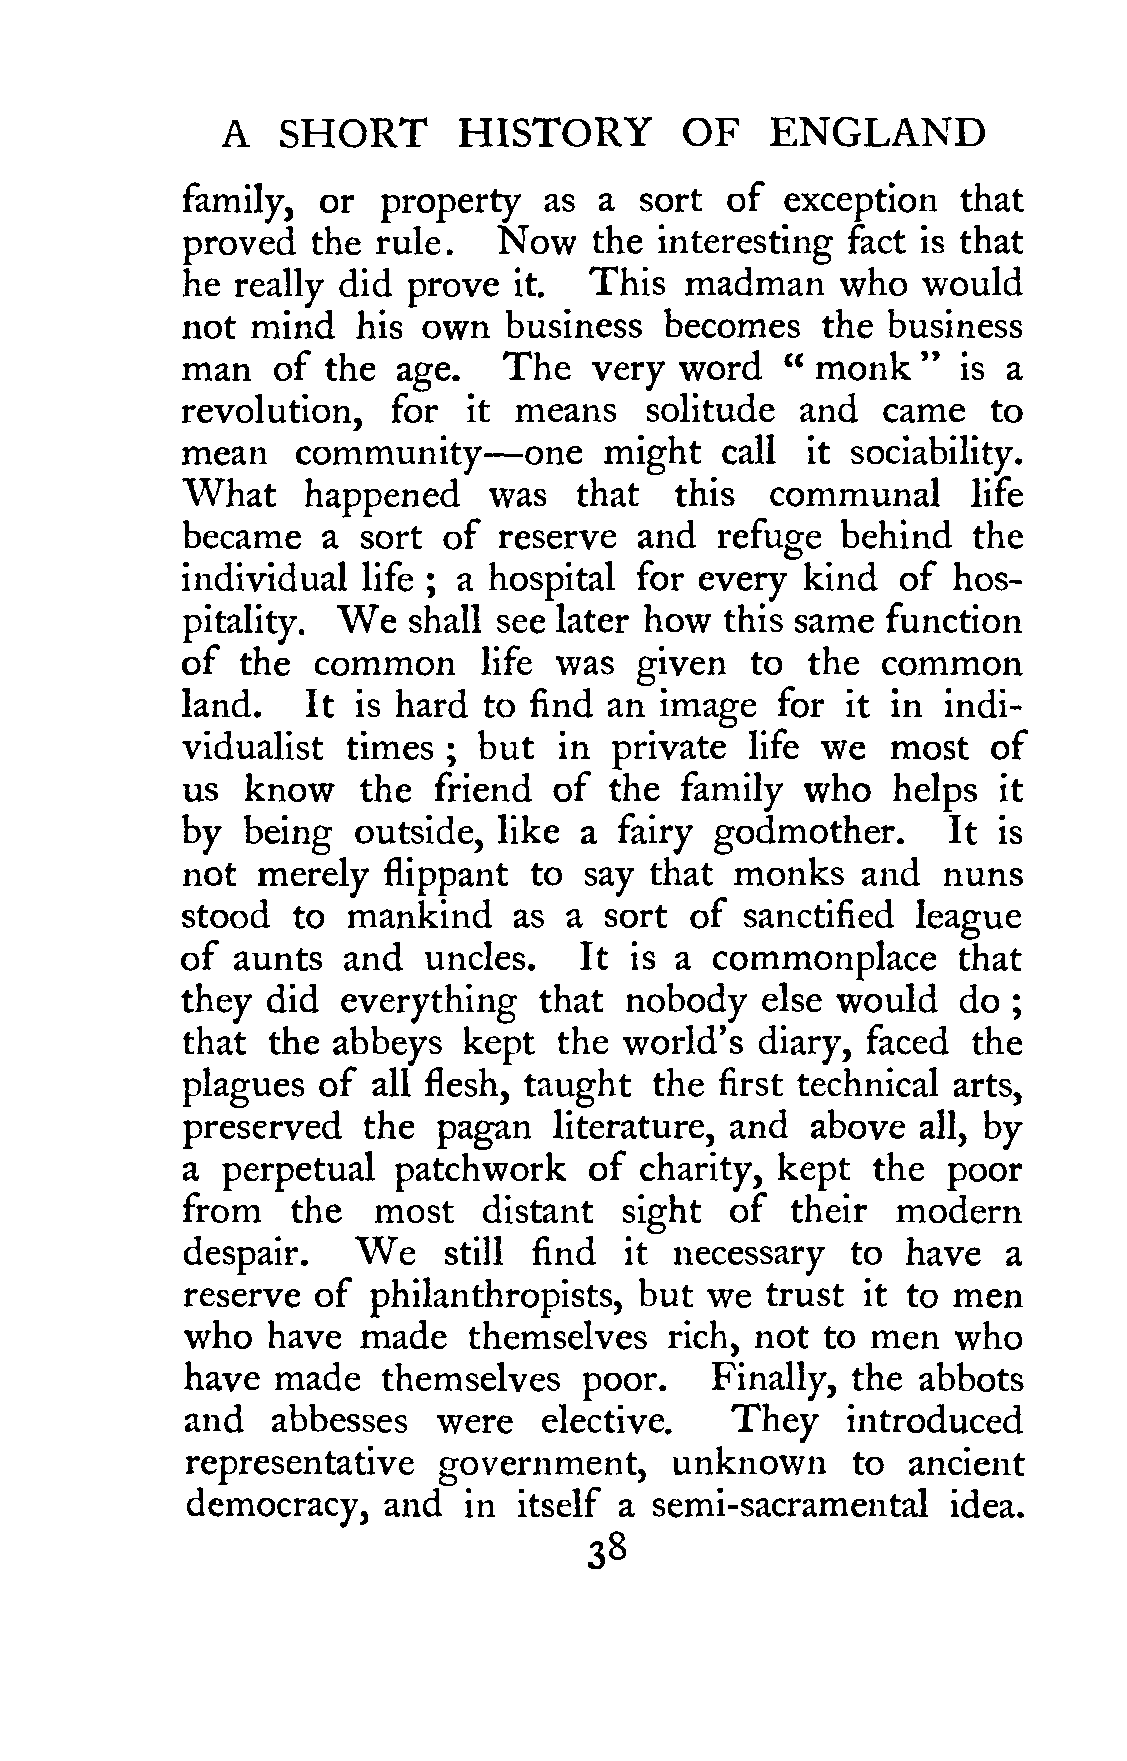 A SHORT HISTORY OF ENGLAND
family, or property as a sort of exception that
proved the rule. Now the interesting fact is that
he really did prove it. This madman who would
not mind his own business becomes the business
man of the age. The very word “ monk ” is a
revolution, for it means solitude and came to
mean community—one might call it sociability.
What happened was that this communal life
became a sort of reserve and refuge behind the
individual life ; a hospital for every kind of hos-
pitality. We shall see later how this same function
of the common life was given to the common
land. It is hard to find an image for it in indi-
vidualist times ; but in private life we most of
us know the friend of the family who helps it
by being outside, like a fairy godmother. It is
not merely flippant to say that monks and nuns
stood to mankind as a sort of sanctified league
of aunts and uncles. It is a commonplace that
they did everything that nobody else would do ;
that the abbeys kept the world's diary, faced the
plagues of all flesh, taught the first technical arts,
preserved the pagan literature, and above all, by
a perpetual patchwork of charity, kept the poor
from the most distant sight of their modern
despair. We still find it necessary to have a
reserve of philanthropists, but we trust it to men
who have made themselves rich, not to men who
have made themselves poor. Finally, the abbots
and abbesses were elective. They introduced
representative government, unknown to ancient
democracy, and in itself a semi-sacramental idea.
38